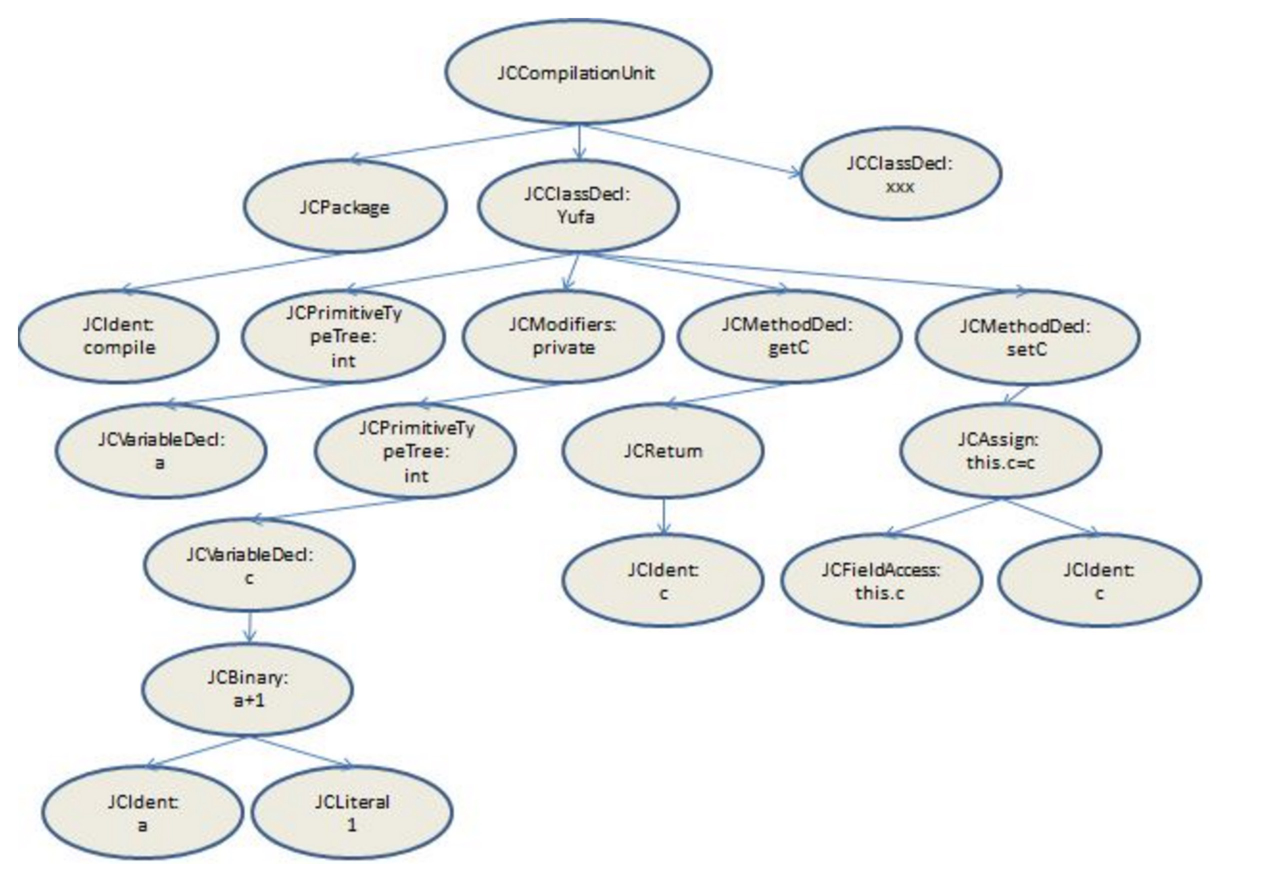 JCCompilationUnit
JCPackage
JCClassDecl:
Yufa
JCClassDecl:
xxx
JCIdent:
compile
JCPrimitiveTy
peTree:
int
JCModifiers:
private
JCMethodDecl:
getC
JCMethodDecl:
setC
JCVariableDecl:
a
JCPrimitiveTy
peTree:
int
JCReturn
JCAssign:
this.c=c
JCVariableDecl:
c
JCIdent:
c
JCFieldAccess:
this.c
JCIdent:
c
JCBinary:
a+1
JCIdent:
a
JCLiteral
1